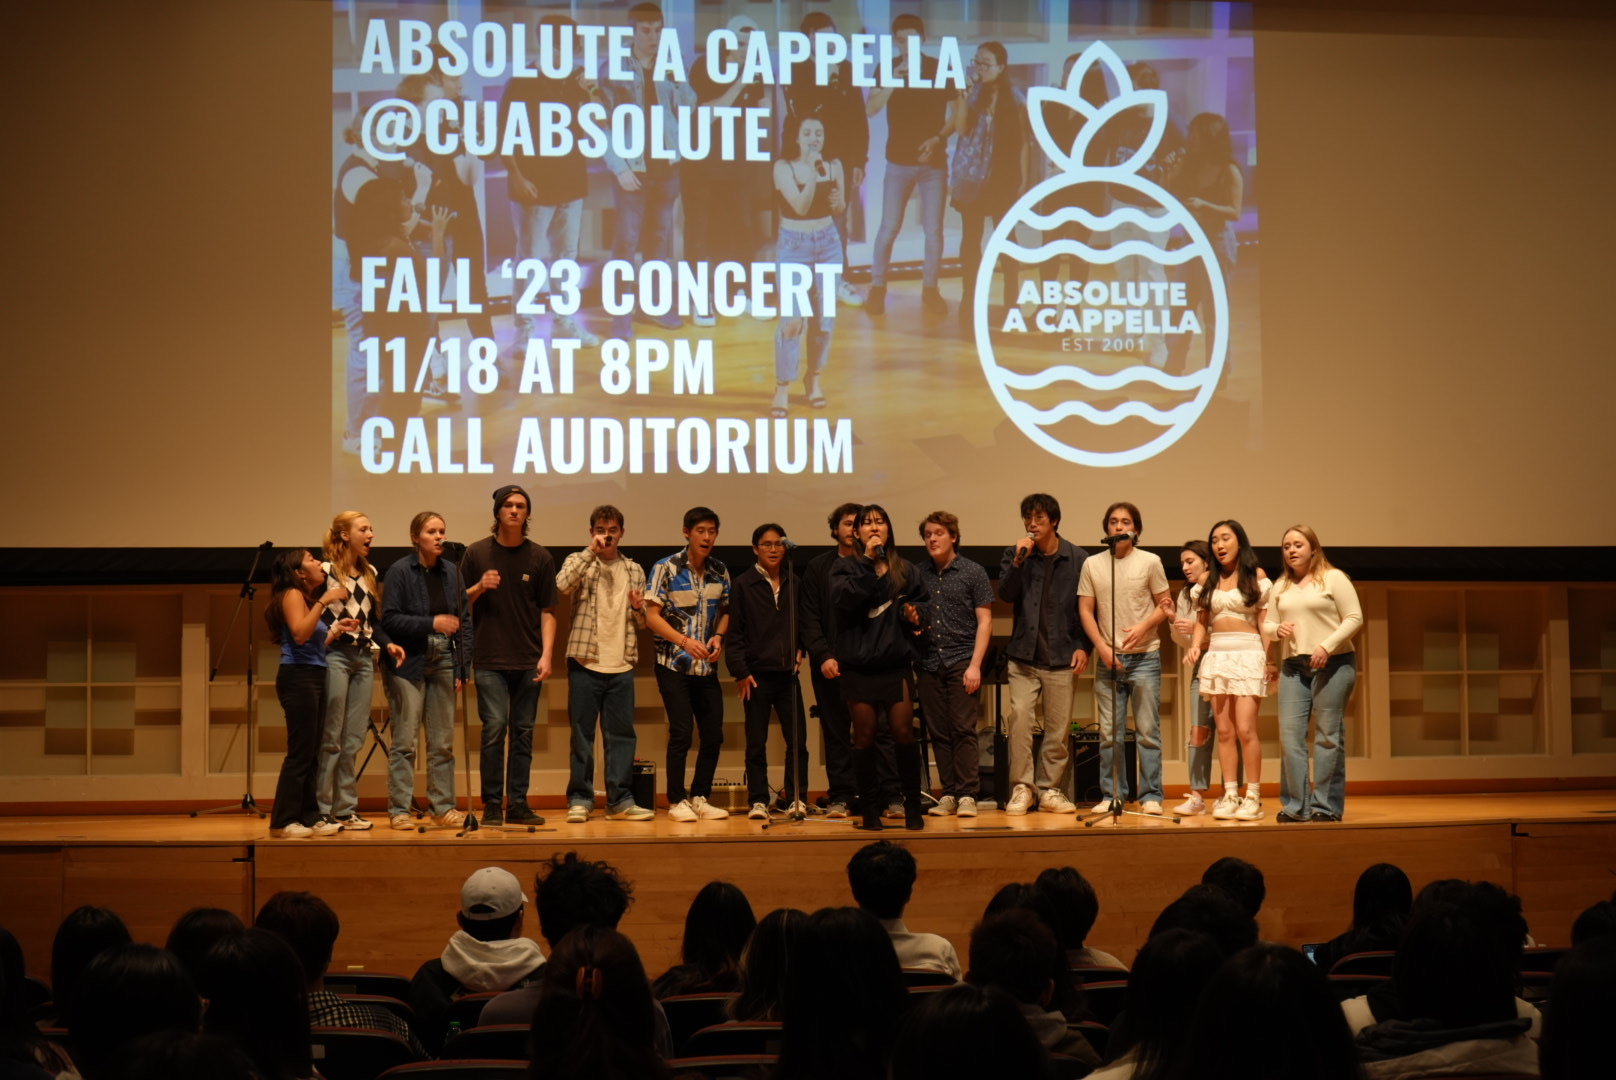 ABSOLUTE A CAPPELLA
@CUABSOLUTE
FALL ‘23 CONCERT
11/18 AT 8PM
CALL AUDITORIUM
ABSOLUTE
A CAPPELLA
EST 2001